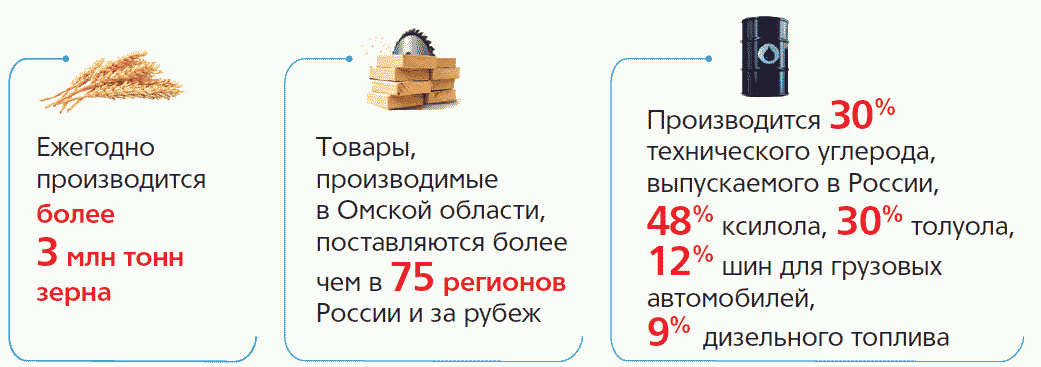 Ежегодно
производится
более
3 млн тонн
зерна
Товары,
производимые
в Омской области,
поставляются более
чем в 75 регионов
России и за рубеж
Производится 30%
технического углерода,
выпускаемого в России,
48% ксилола, 30% толуола,
12% шин для грузовых
автомобилей,
9% дизельного топлива